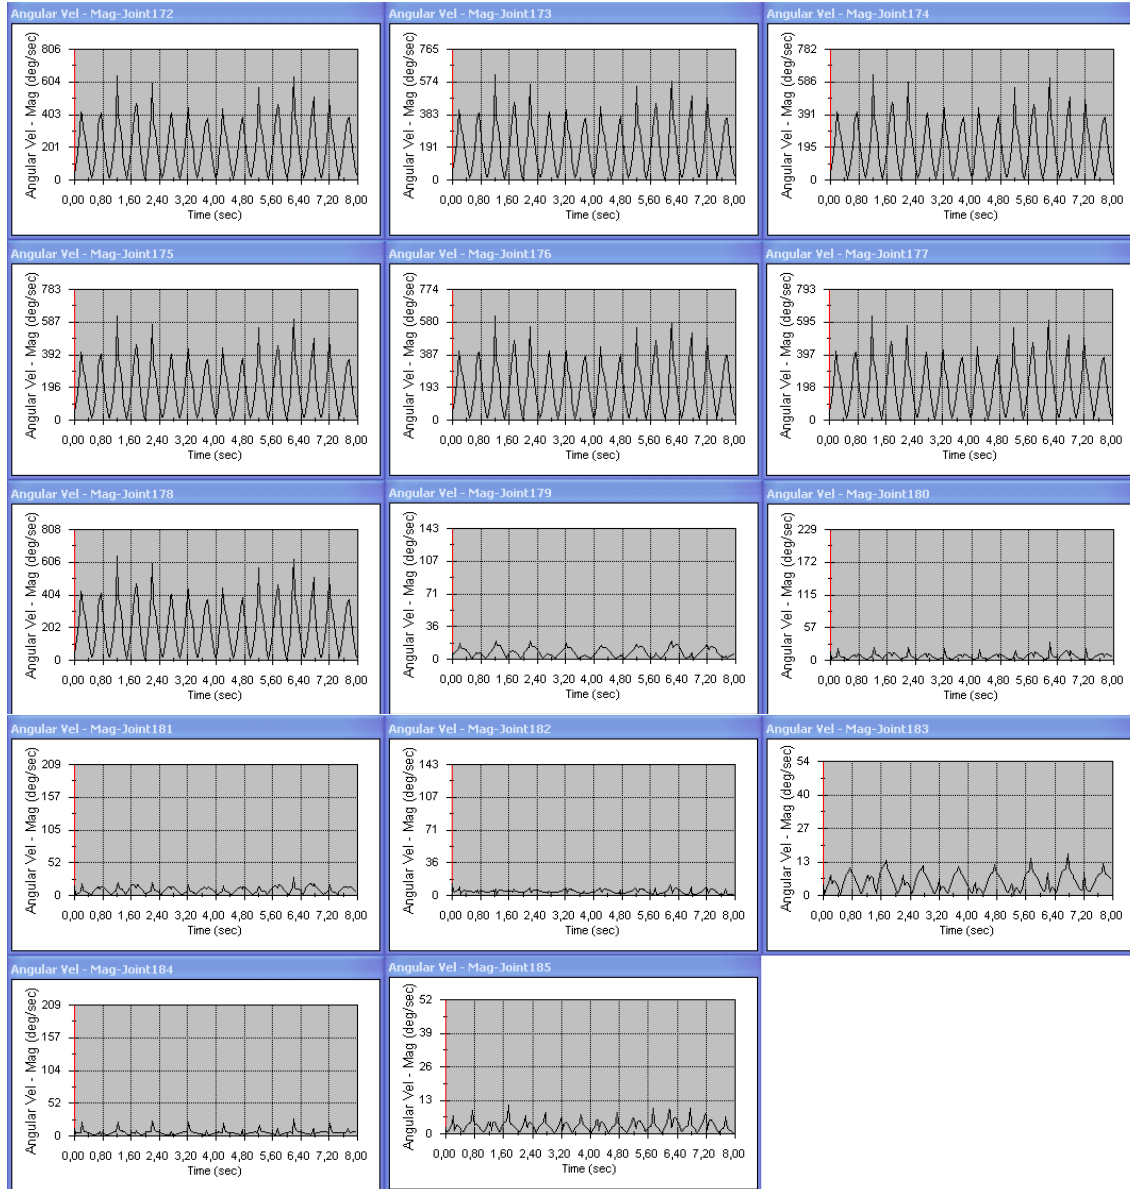 Angular Vel - Mag-Joint172
Angular Vel - Mag (deg/sec)
806
604
403
201
0
0,00 0,80 1,60 2,40 3,20 4,00 4,80 5,60 6,40 7,20 8,00
Time (sec)
Angular Vel - Mag-Joint173
Angular Vel - Mag (deg/sec)
765
574
383
191
0
0,00 0,80 1,60 2,40 3,20 4,00 4,80 5,60 6,40 7,20 8,00
Time (sec)
Angular Vel - Mag-Joint174
Angular Vel - Mag (deg/sec)
782
586
391
195
0
0,00 0,80 1,60 2,40 3,20 4,00 4,80 5,60 6,40 7,20 8,00
Time (sec)
Angular Vel - Mag-Joint175
Angular Vel - Mag (deg/sec)
783
587
392
196
0
0,00 0,80 1,60 2,40 3,20 4,00 4,80 5,60 6,40 7,20 8,00
Time (sec)
Angular Vel - Mag-Joint176
Angular Vel - Mag (deg/sec)
774
580
387
193
0
0,00 0,80 1,60 2,40 3,20 4,00 4,80 5,60 6,40 7,20 8,00
Time (sec)
Angular Vel - Mag-Joint177
Angular Vel - Mag (deg/sec)
793
595
397
198
0
0,00 0,80 1,60 2,40 3,20 4,00 4,80 5,60 6,40 7,20 8,00
Time (sec)
Angular Vel - Mag-Joint178
Angular Vel - Mag (deg/sec)
808
606
404
202
0
0,00 0,80 1,60 2,40 3,20 4,00 4,80 5,60 6,40 7,20 8,00
Time (sec)
Angular Vel - Mag-Joint179
Angular Vel - Mag (deg/sec)
143
107
71
36
0
0,00 0,80 1,60 2,40 3,20 4,00 4,80 5,60 6,40 7,20 8,00
Time (sec)
Angular Vel - Mag-Joint180
Angular Vel - Mag (deg/sec)
229
172
115
57
0
0,00 0,80 1,60 2,40 3,20 4,00 4,80 5,60 6,40 7,20 8,00
Time (sec)
Angular Vel - Mag-Joint181
Angular Vel - Mag (deg/sec)
209
157
105
52
0
0,00 0,80 1,60 2,40 3,20 4,00 4,80 5,60 6,40 7,20 8,00
Time (sec)
Angular Vel - Mag-Joint182
Angular Vel - Mag (deg/sec)
143
107
71
36
0
0,00 0,80 1,60 2,40 3,20 4,00 4,80 5,60 6,40 7,20 8,00
Time (sec)
Angular Vel - Mag-Joint183
Angular Vel - Mag (deg/sec)
54
40
27
13
0
0,00 0,80 1,60 2,40 3,20 4,00 4,80 5,60 6,40 7,20 8,00
Time (sec)
Angular Vel - Mag-Joint184
Angular Vel - Mag (deg/sec)
209
157
104
52
0
0,00 0,80 1,60 2,40 3,20 4,00 4,80 5,60 6,40 7,20 8,00
Time (sec)
Angular Vel - Mag-Joint185
Angular Vel - Mag (deg/sec)
52
39
26
13
0
0,00 0,80 1,60 2,40 3,20 4,00 4,80 5,60 6,40 7,20 8,00
Time (sec)